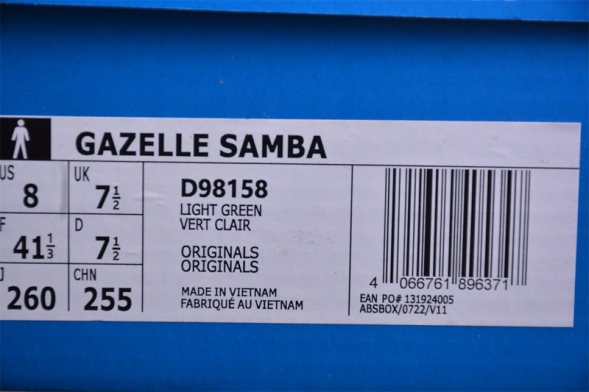 GAZELLE SAMBA
US 8
UK 7½
F 41⅓
D 7½
J 260
CHN 255
D98158
LIGHT GREEN
VERT CLAIR
ORIGINALS
ORIGINALS
MADE IN VIETNAM
FABRIQUÉ AU VIETNAM
4 066761 896371
EAN PO# 131924005
ABSBOX/0722/V11